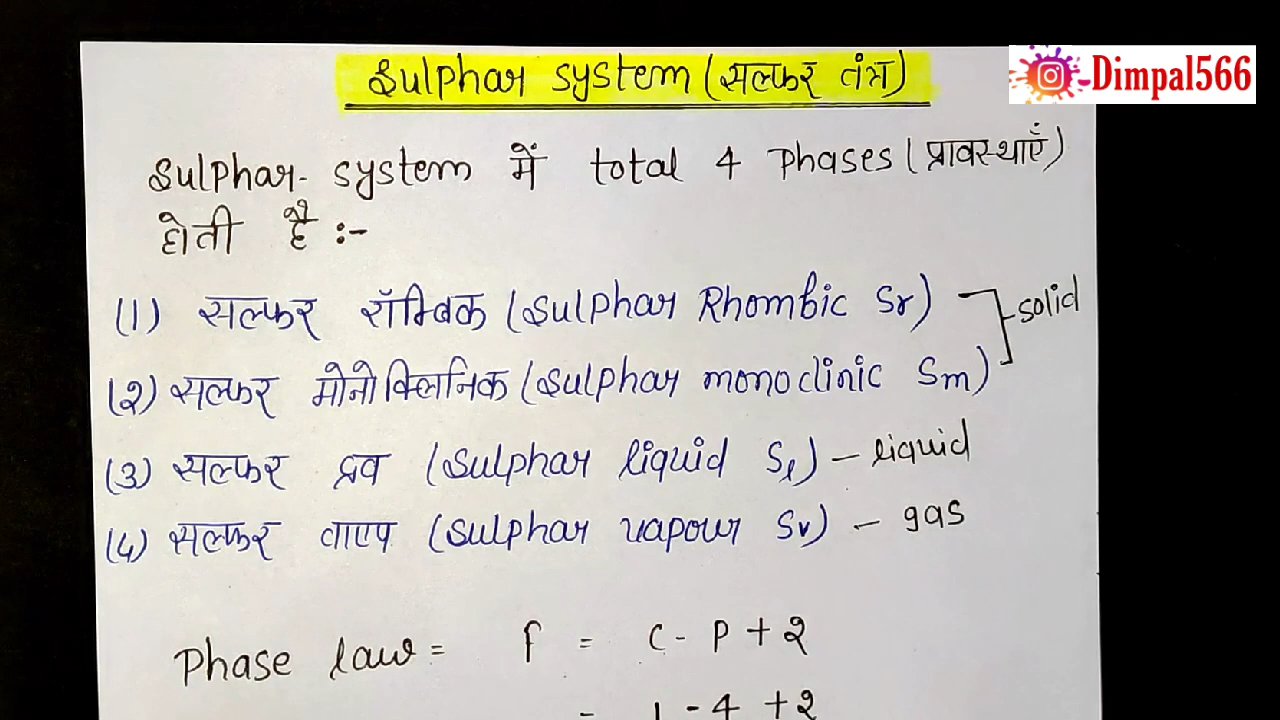 Sulphar system (सल्फर तंत्र)
-Dimpal566
Sulphar system में total 4 Phases (प्रावस्थाएँ)
होती है :-
(1) सल्फर रॉम्बिक (Sulphar Rhombic Sr)
solid
(2) सल्फर मोनोक्लिनिक (Sulphar monoclinic Sm)
(3) सल्फर द्रव (Sulphar liquid Sl) - liquid
(4) सल्फर वाष्प (Sulphar vapour Sv) - gas
Phase law = F = C - P + 2
= 1 - 4 + 2